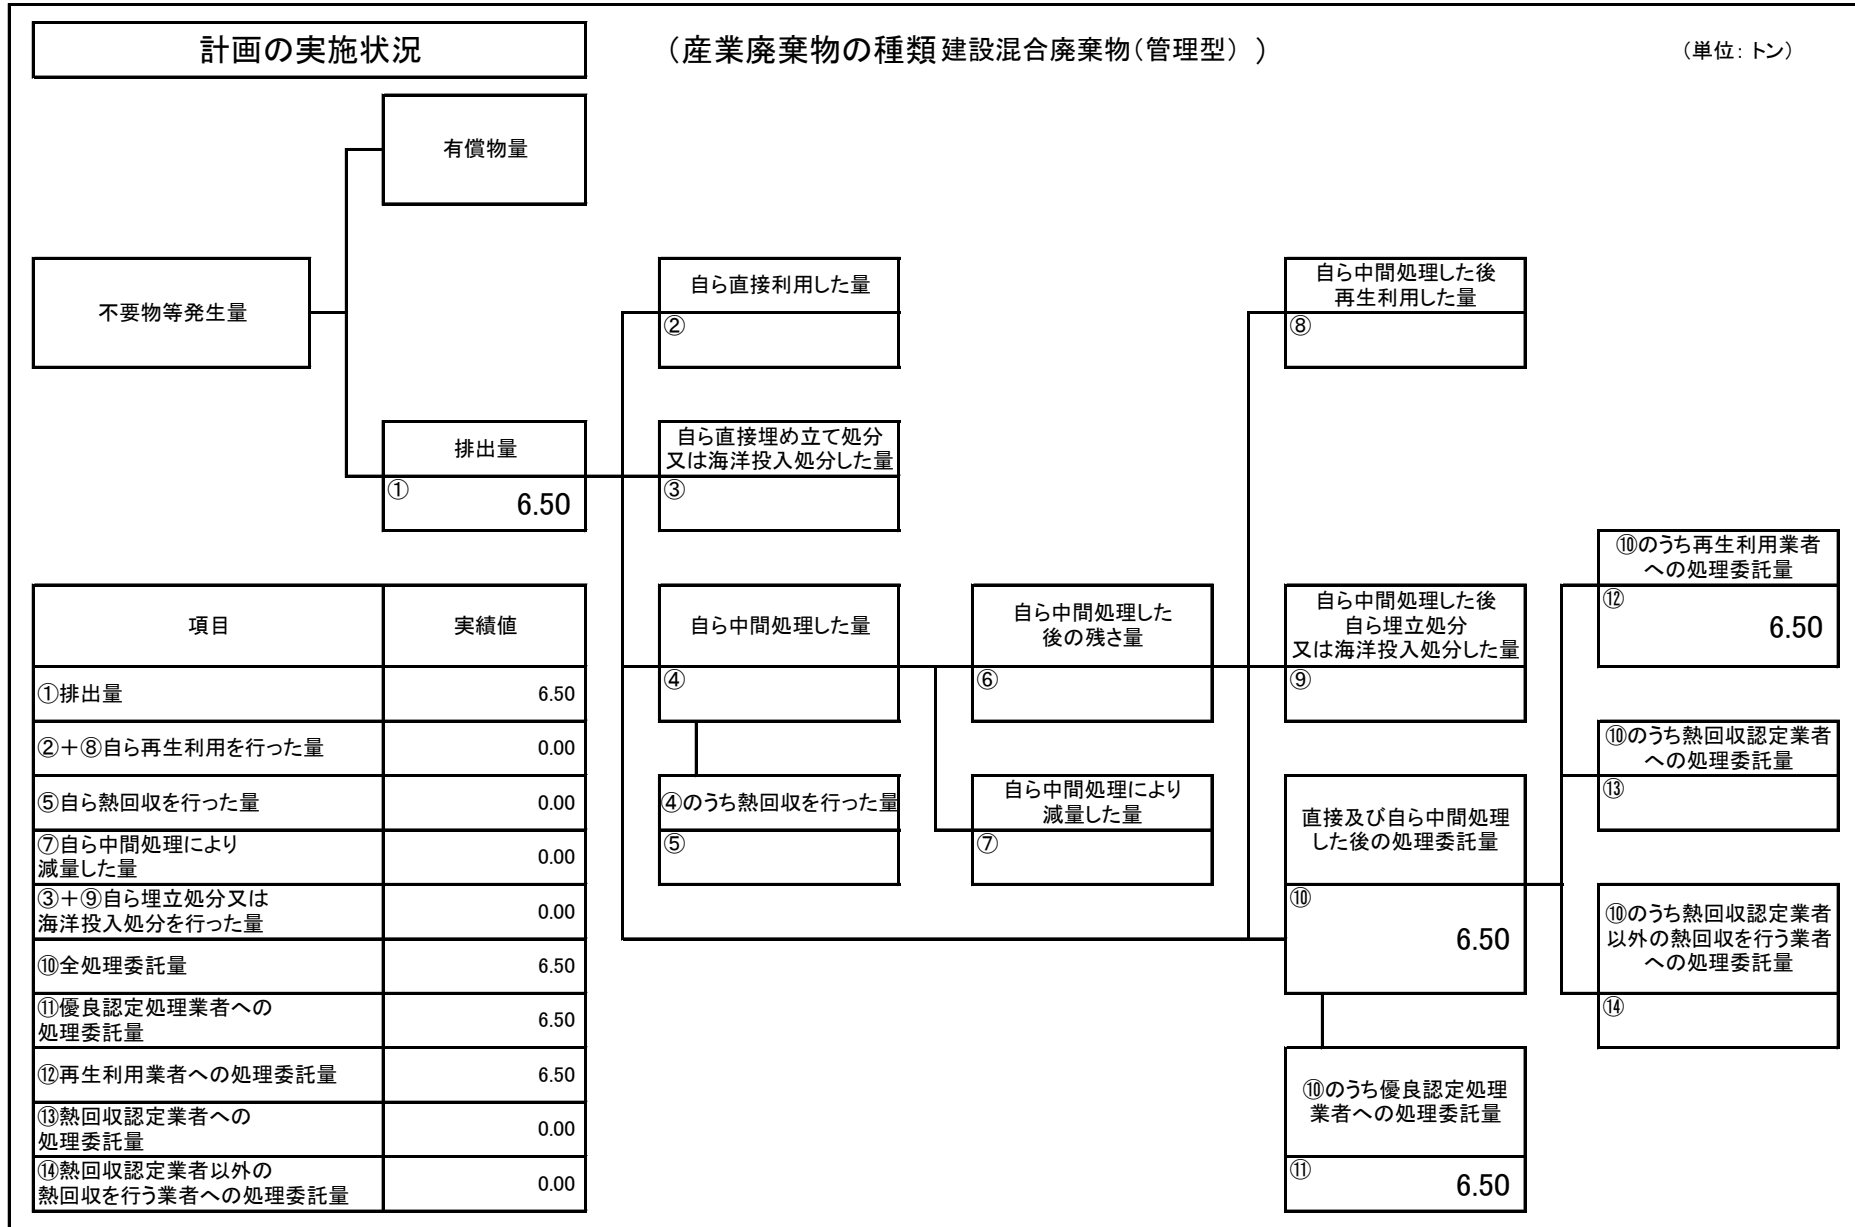 計画の実施状況
（産業廃棄物の種類 建設混合廃棄物（管理型））
（単位：トン）
有償物量
不要物等発生量
自ら直接利用した量
②
自ら中間処理した後
再生利用した量
⑧
排出量
①
6.50
自ら直接埋め立て処分
又は海洋投入処分した量
③
⑩のうち再生利用業者
への処理委託量
⑫
6.50
自ら中間処理した量
④
自ら中間処理した
後の残さ量
⑥
自ら中間処理した後
自ら埋立処分
又は海洋投入処分した量
⑨
⑩のうち熱回収認定業者
への処理委託量
⑬
④のうち熱回収を行った量
⑤
自ら中間処理により
減量した量
⑦
直接及び自ら中間処理
した後の処理委託量
⑩
6.50
⑩のうち熱回収認定業者
以外の熱回収を行う業者
への処理委託量
⑭
⑩のうち優良認定処理
業者への処理委託量
⑪
6.50
項目 実績値
①排出量 6.50
②＋⑧自ら再生利用を行った量 0.00
⑤自ら熱回収を行った量 0.00
⑦自ら中間処理により
減量した量 0.00
③＋⑨自ら埋立処分又は
海洋投入処分を行った量 0.00
⑩全処理委託量 6.50
⑪優良認定処理業者への
処理委託量 6.50
⑫再生利用業者への処理委託量 6.50
⑬熱回収認定業者への
処理委託量 0.00
⑭熱回収認定業者以外の
熱回収を行う業者への処理委託量 0.00